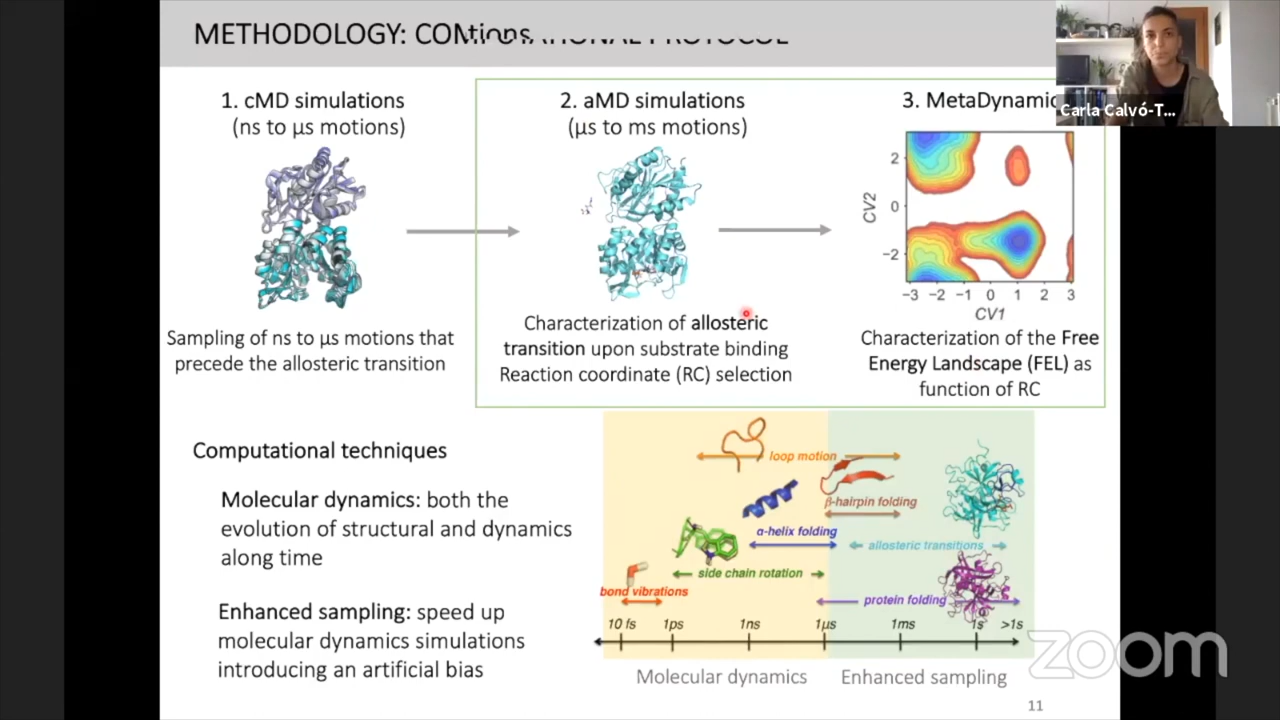 METHODOLOGY: COMtions
1. cMD simulations
(ns to µs motions)
Sampling of ns to µs motions that
precede the allosteric transition
2. aMD simulations
(µs to ms motions)
Characterization of allosteric
transition upon substrate binding
Reaction coordinate (RC) selection
3. MetaDynamic
CV2
2
0
−2
−3 −2 −1 0 1 2 3
CV1
Characterization of the Free
Energy Landscape (FEL) as
function of RC
Carla Calvó-T...
Computational techniques
Molecular dynamics: both the
evolution of structural and dynamics
along time
Enhanced sampling: speed up
molecular dynamics simulations
introducing an artificial bias
loop motion
β-hairpin folding
α-helix folding
allosteric transitions
side chain rotation
bond vibrations
protein folding
10 fs 1ps 1ns 1µs 1ms 1s >1s
Molecular dynamics Enhanced sampling
zoom
11